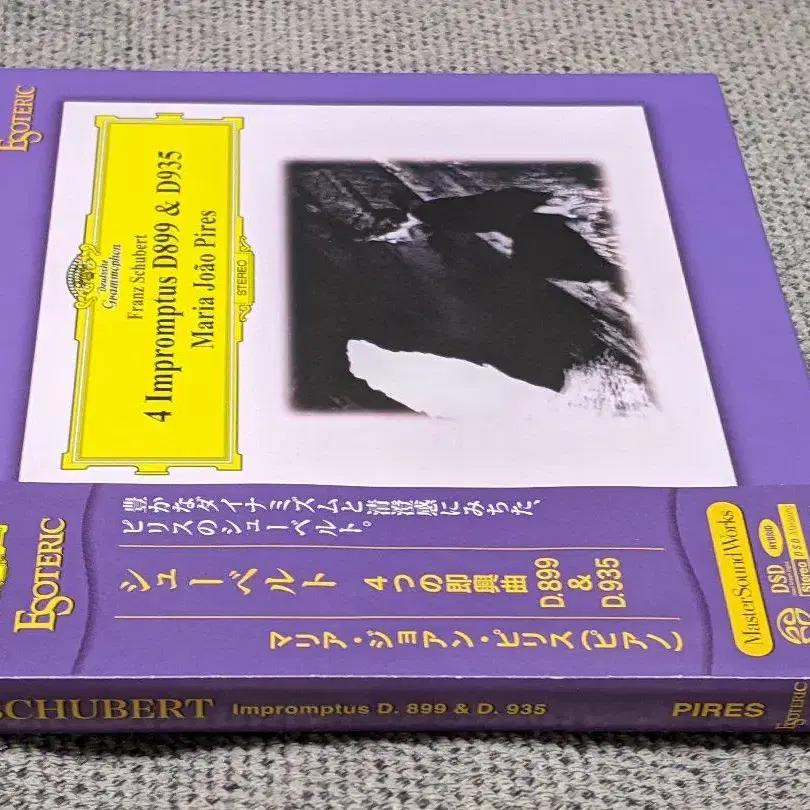 ESOTERIC
Deutsche
Grammophon
Franz Schubert
4 Impromptus D899 & D935
Maria João Pires
STEREO
豊かなダイナミズムと清澄感にみちた、
ピリスのシューベルト。
ESOTERIC
シューベルト 4つの即興曲 D.899 & D.935
マリア・ジョアン・ピリス(ピアノ)
MasterSoundWorks
HYBRID
DSD
Stereo
SCHUBERT Impromptus D. 899 & D. 935 PIRES ESOTERIC